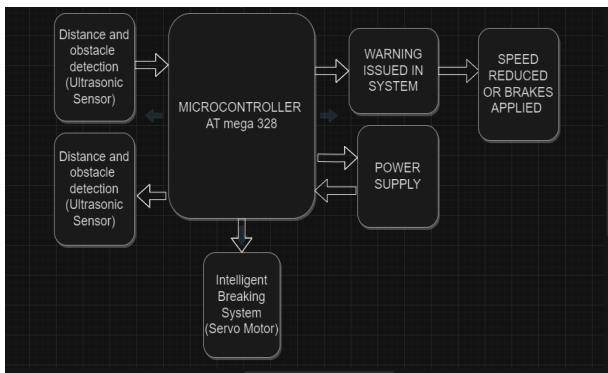 Distance and
obstacle
detection
(Ultrasonic
Sensor)
MICROCONTROLLER
AT mega 328
WARNING
ISSUED IN
SYSTEM
SPEED
REDUCED
OR BRAKES
APPLIED
Distance and
obstacle
detection
(Ultrasonic
Sensor)
POWER
SUPPLY
Intelligent
Breaking
System
(Servo Motor)